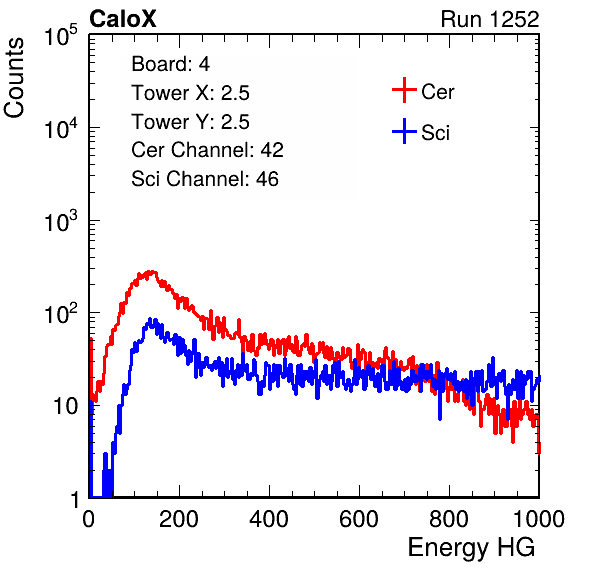 CaloX Run 1252
Counts
10^5
10^4
10^3
10^2
10
1
Board: 4
Tower X: 2.5
Tower Y: 2.5
Cer Channel: 42
Sci Channel: 46
Cer
Sci
0 200 400 600 800 1000
Energy HG